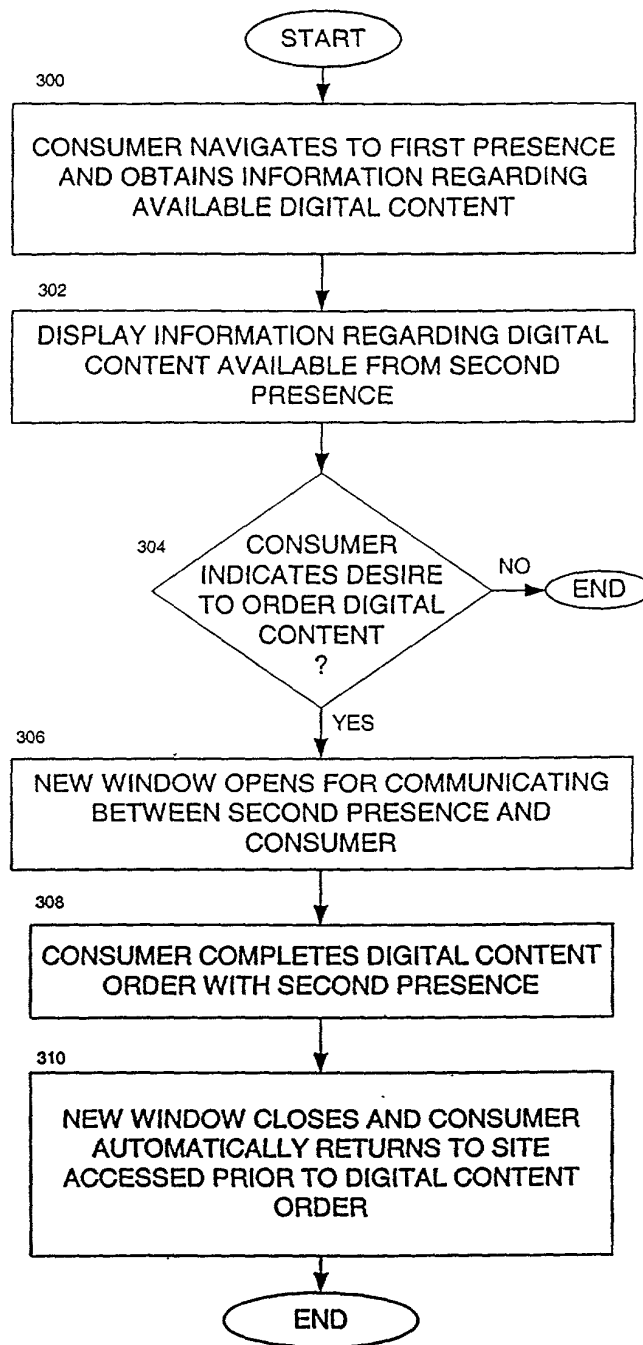 START
300
CONSUMER NAVIGATES TO FIRST PRESENCE
AND OBTAINS INFORMATION REGARDING
AVAILABLE DIGITAL CONTENT
302
DISPLAY INFORMATION REGARDING DIGITAL
CONTENT AVAILABLE FROM SECOND
PRESENCE
304
CONSUMER
INDICATES DESIRE
TO ORDER DIGITAL
CONTENT
?
NO
END
YES
306
NEW WINDOW OPENS FOR COMMUNICATING
BETWEEN SECOND PRESENCE AND
CONSUMER
308
CONSUMER COMPLETES DIGITAL CONTENT
ORDER WITH SECOND PRESENCE
310
NEW WINDOW CLOSES AND CONSUMER
AUTOMATICALLY RETURNS TO SITE
ACCESSED PRIOR TO DIGITAL CONTENT
ORDER
END